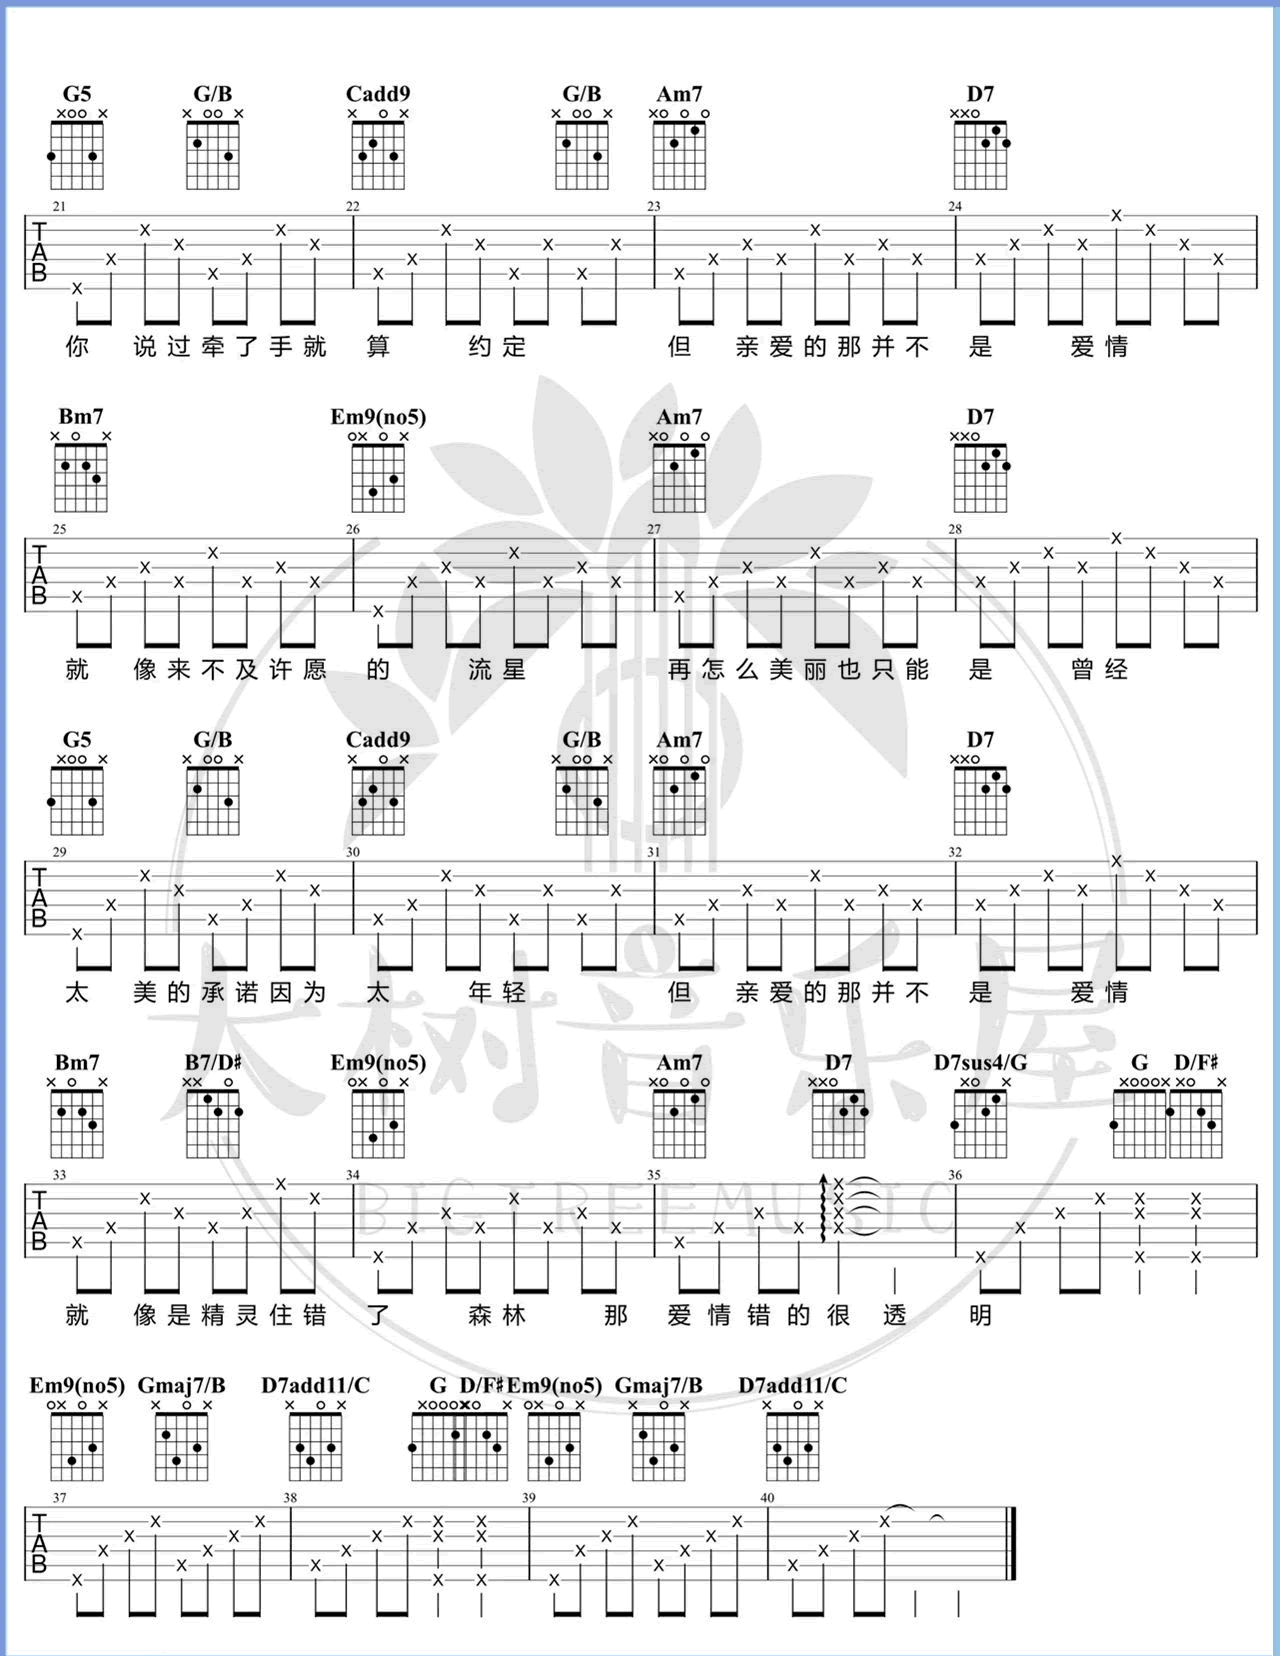 G5 G/B Cadd9 G/B Am7 D7
21 22 23 24
TAB
你 说过牵了手就 算 约定 但 亲爱的那并不 是 爱情
Bm7 Em9(no5) Am7 D7
25 26 27 28
TAB
就 像来不及许愿 的 流星 再怎么美丽也只能 是 曾经
G5 G/B Cadd9 G/B Am7 D7
29 30 31 32
TAB
太 美的承诺因为 太 年轻 但 亲爱的那并不 是 爱情
大树音乐屋
Bm7 B7/D♯ Em9(no5) Am7 D7 D7sus4/G G D/F♯
33 34 35 36
BIGTREEMUSIC
TAB
就 像是精灵住错 了 森林 那 爱情错的很 透 明
Em9(no5) Gmaj7/B D7add11/C G D/F♯ Em9(no5) Gmaj7/B D7add11/C
37 38 39 40
TAB